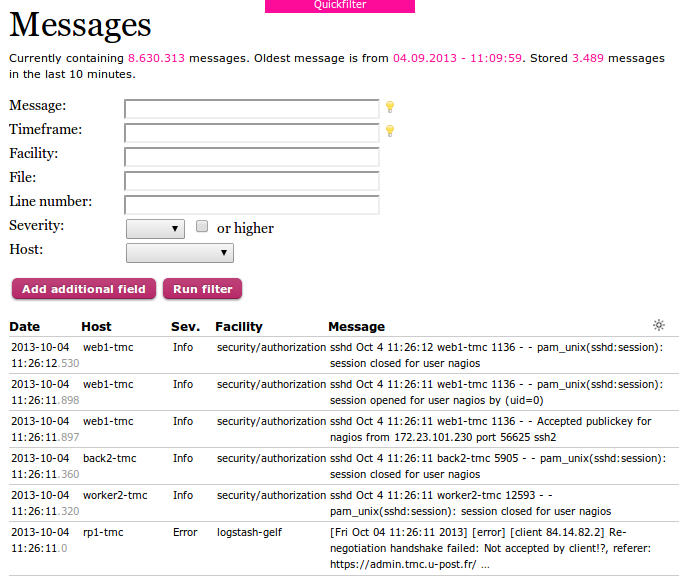 Quickfilter
Messages
Currently containing 8.630.313 messages. Oldest message is from 04.09.2013 - 11:09:59. Stored 3.489 messages
in the last 10 minutes.
Message:
Timeframe:
Facility:
File:
Line number:
Severity: or higher
Host:
Add additional field Run filter
Date Host Sev. Facility Message
2013-10-04 web1-tmc Info security/authorization sshd Oct 4 11:26:12 web1-tmc 1136 - - pam_unix(sshd:session):
11:26:12.530 session closed for user nagios
2013-10-04 web1-tmc Info security/authorization sshd Oct 4 11:26:11 web1-tmc 1136 - - pam_unix(sshd:session):
11:26:11.898 session opened for user nagios by (uid=0)
2013-10-04 web1-tmc Info security/authorization sshd Oct 4 11:26:11 web1-tmc 1136 - - Accepted publickey for
11:26:11.897 nagios from 172.23.101.230 port 56625 ssh2
2013-10-04 back2-tmc Info security/authorization sshd Oct 4 11:26:11 back2-tmc 5905 - - pam_unix(sshd:session):
11:26:11.360 session closed for user nagios
2013-10-04 worker2-tmc Info security/authorization sshd Oct 4 11:26:11 worker2-tmc 12593 - -
11:26:11.320 pam_unix(sshd:session): session closed for user nagios
2013-10-04 rp1-tmc Error logstash-gelf [Fri Oct 04 11:26:11 2013] [error] [client 84.14.82.2] Re-
11:26:11.0 negotiation handshake failed: Not accepted by client!?, referer:
https://admin.tmc.u-post.fr/ ...